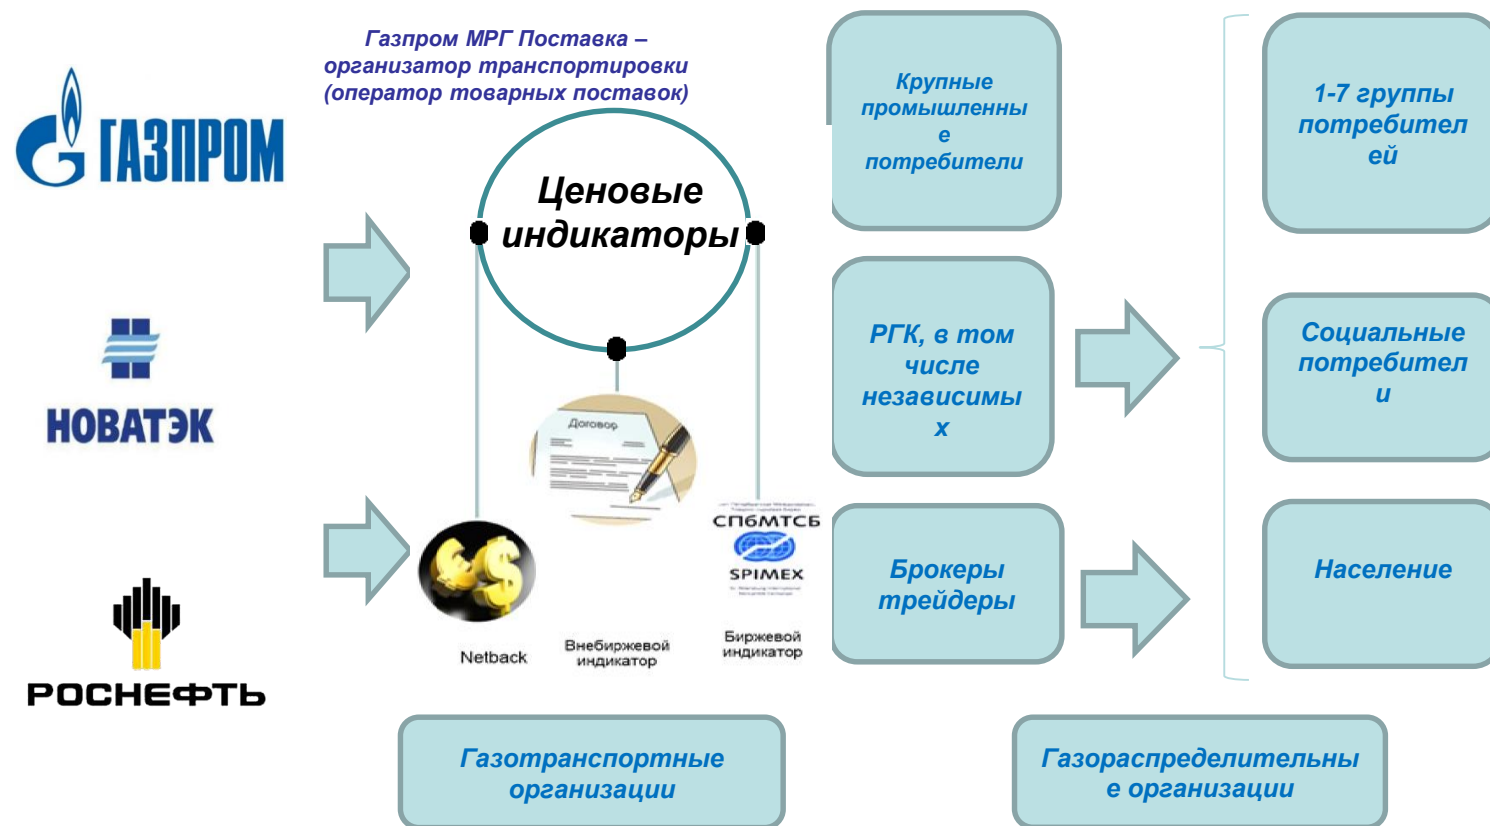 Газпром МРГ Поставка –
организатор транспортировки
(оператор товарных поставок)
ГАЗПРОМ
НОВАТЭК
РОСНЕФТЬ
Ценовые
индикаторы
Договор
СПбМТСБ
SPIMEX
Netback
Внебиржевой
индикатор
Биржевой
индикатор
Крупные
промышленны
е
потребители
РГК, в том
числе
независимы
х
Брокеры
трейдеры
1-7 группы
потребител
ей
Социальные
потребител
и
Население
Газотранспортные
организации
Газораспределительны
е организации